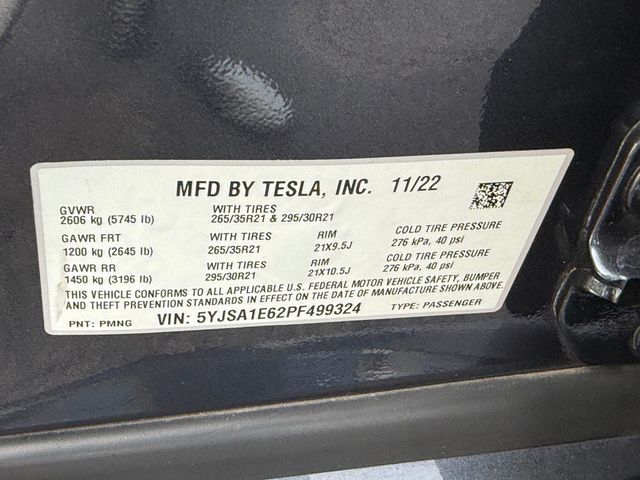 MFD BY TESLA, INC. 11/22
GVWR WITH TIRES
2606 kg (5745 lb) 265/35R21 & 295/30R21
GAWR FRT WITH TIRES RIM COLD TIRE PRESSURE
1200 kg (2645 lb) 265/35R21 21X9.5J 276 kPa, 40 psi
GAWR RR WITH TIRES RIM COLD TIRE PRESSURE
1450 kg (3196 lb) 295/30R21 21X10.5J 276 kPa, 40 psi
THIS VEHICLE CONFORMS TO ALL APPLICABLE U.S. FEDERAL MOTOR VEHICLE SAFETY, BUMPER
AND THEFT PREVENTION STANDARDS IN EFFECT ON THE DATE OF MANUFACTURE SHOWN ABOVE.
PNT: PMNG VIN: 5YJSA1E62PF499324 TYPE: PASSENGER